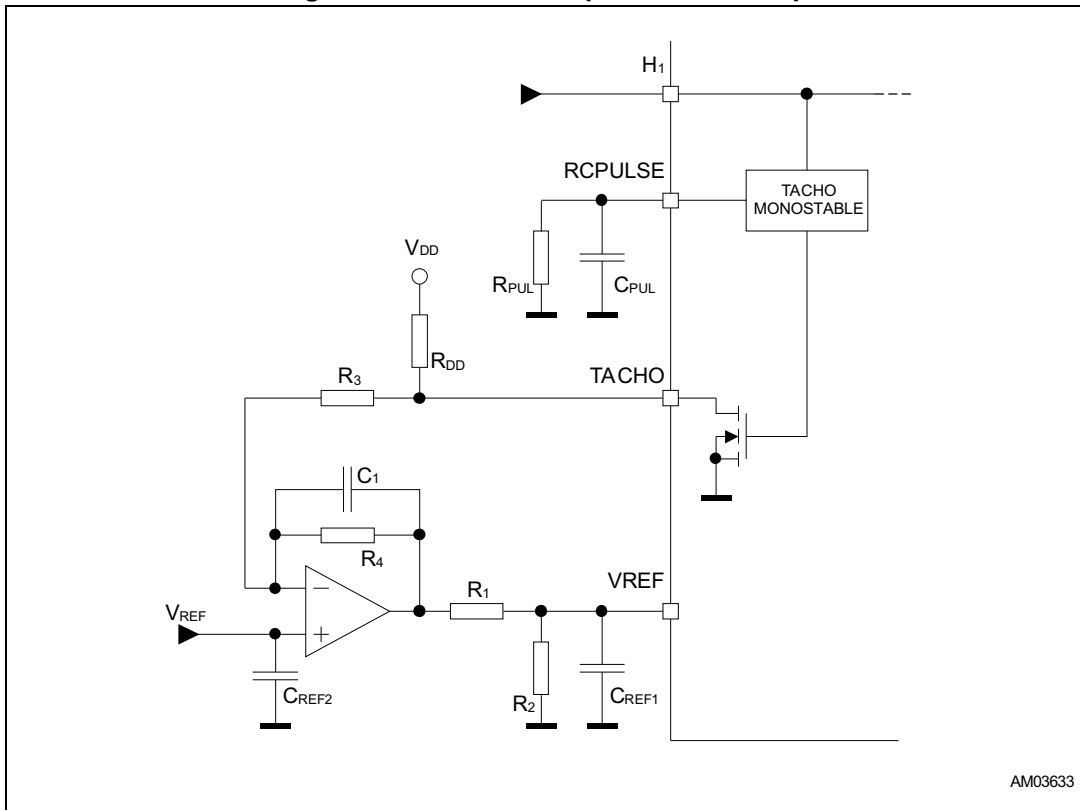 H1
RCPULSE
TACHO
MONOSTABLE
VDD
RPUL
CPUL
RDD
R3
TACHO
C1
R4
VREF
R1
VREF
CREF2
R2
CREF1
AM03633